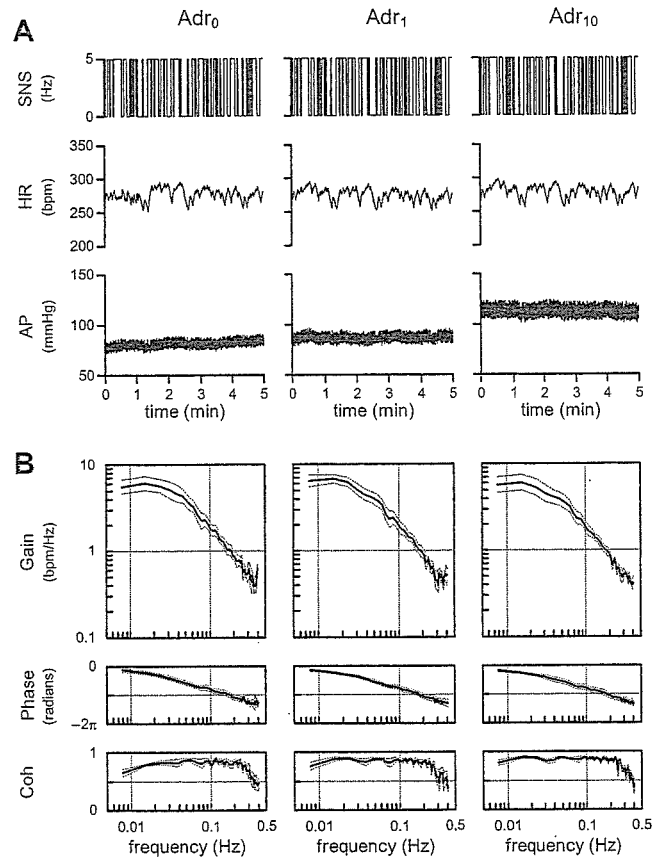 A
Adr0
Adr1
Adr10
SNS
(Hz)
5
0
HR
(bpm)
350
300
250
200
AP
(mmHg)
150
100
50
0 1 2 3 4 5
0 1 2 3 4 5
0 1 2 3 4 5
time (min)
time (min)
time (min)
B
Gain
(bpm/Hz)
10
1
0.1
Phase
(radians)
0
−2π
Coh
1
0
0.01 0.1 0.5
0.01 0.1 0.5
0.01 0.1 0.5
frequency (Hz)
frequency (Hz)
frequency (Hz)